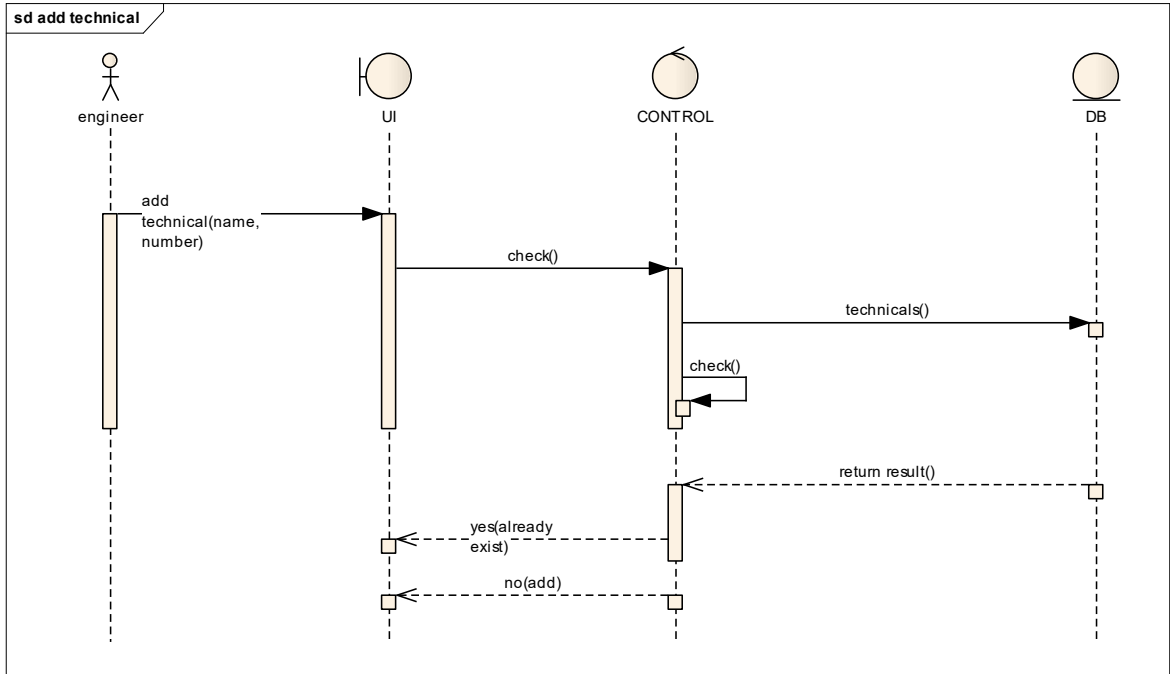 sd add technical
engineer
UI
CONTROL
DB
add
technical(name,
number)
check()
technicals()
check()
return result()
yes(already
exist)
no(add)